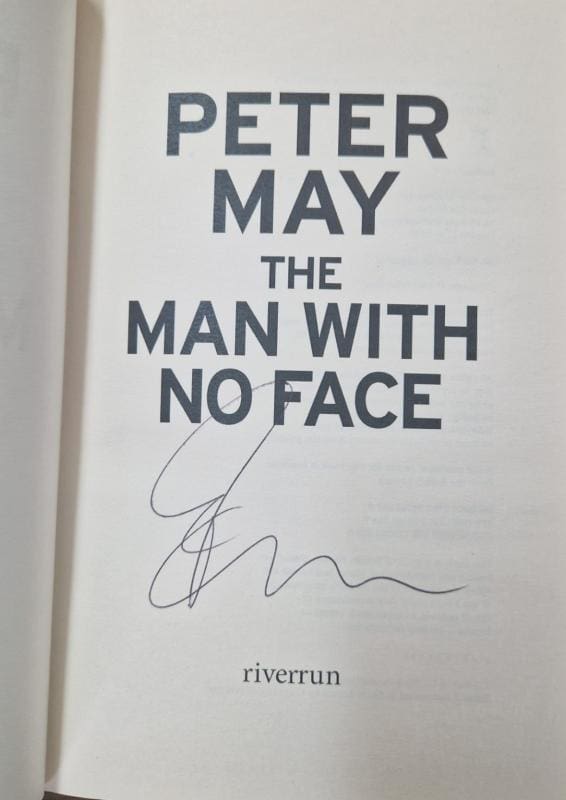 PETER
MAY
THE
MAN WITH
NO FACE
riverrun